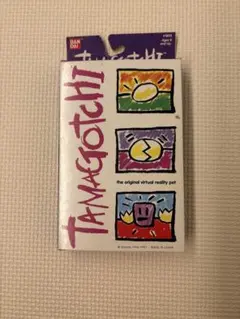 BAN
DAI
TAMAGOTCHI
TAMAGOTCHI
the original virtual reality pet